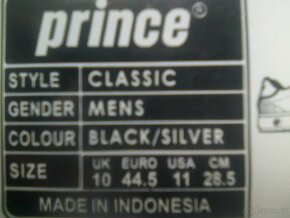 prince®
STYLE CLASSIC
GENDER MENS
COLOUR BLACK/SILVER
SIZE UK EURO USA CM
10 44.5 11 28.5
MADE IN INDONESIA